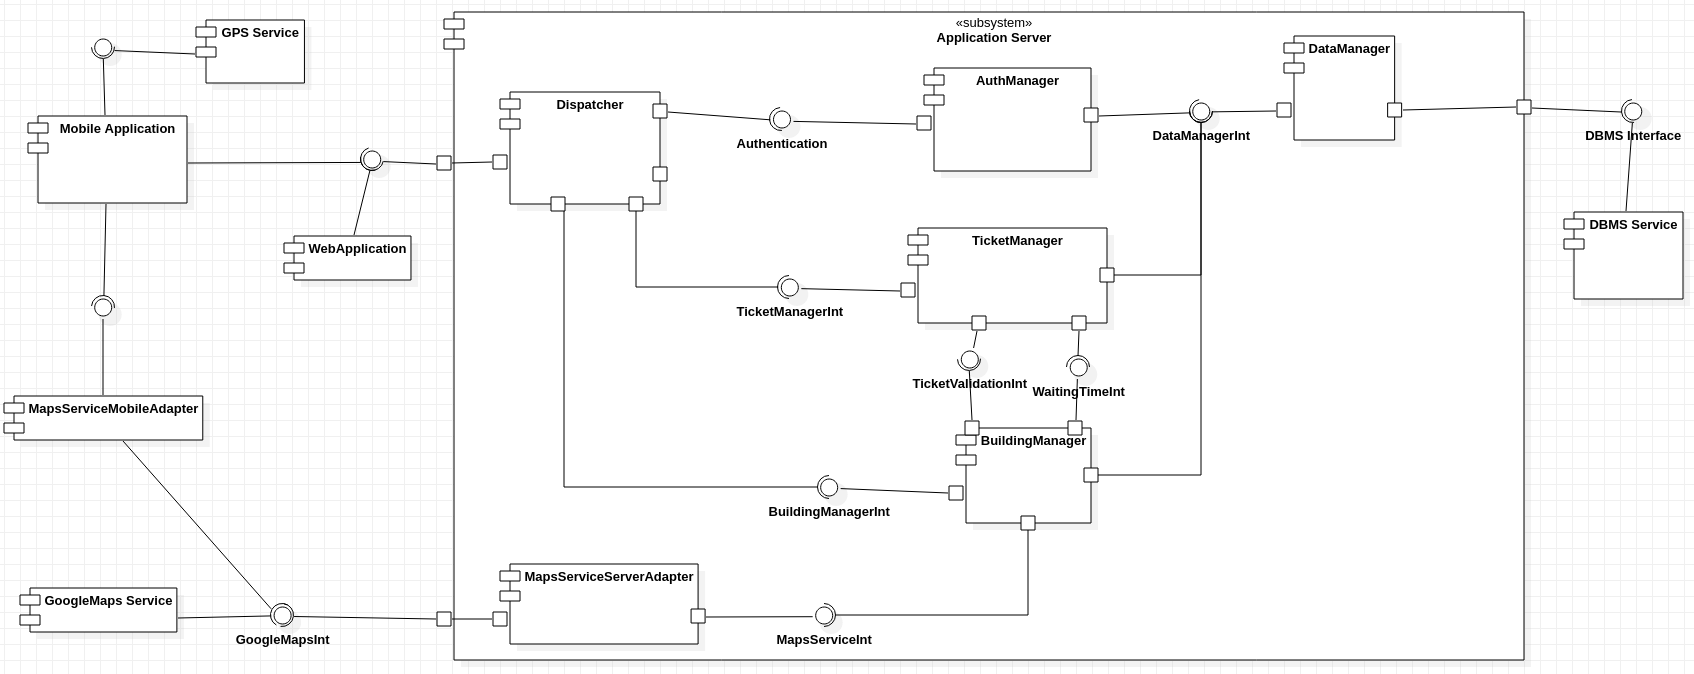 «subsystem»
Application Server
GPS Service
DataManager
AuthManager
Dispatcher
Mobile Application
Authentication
DataManagerInt
DBMS Interface
WebApplication
TicketManager
DBMS Service
TicketManagerInt
TicketValidationInt
WaitingTimeInt
MapsServiceMobileAdapter
BuildingManager
BuildingManagerInt
MapsServiceServerAdapter
GoogleMaps Service
GoogleMapsInt
MapsServiceInt